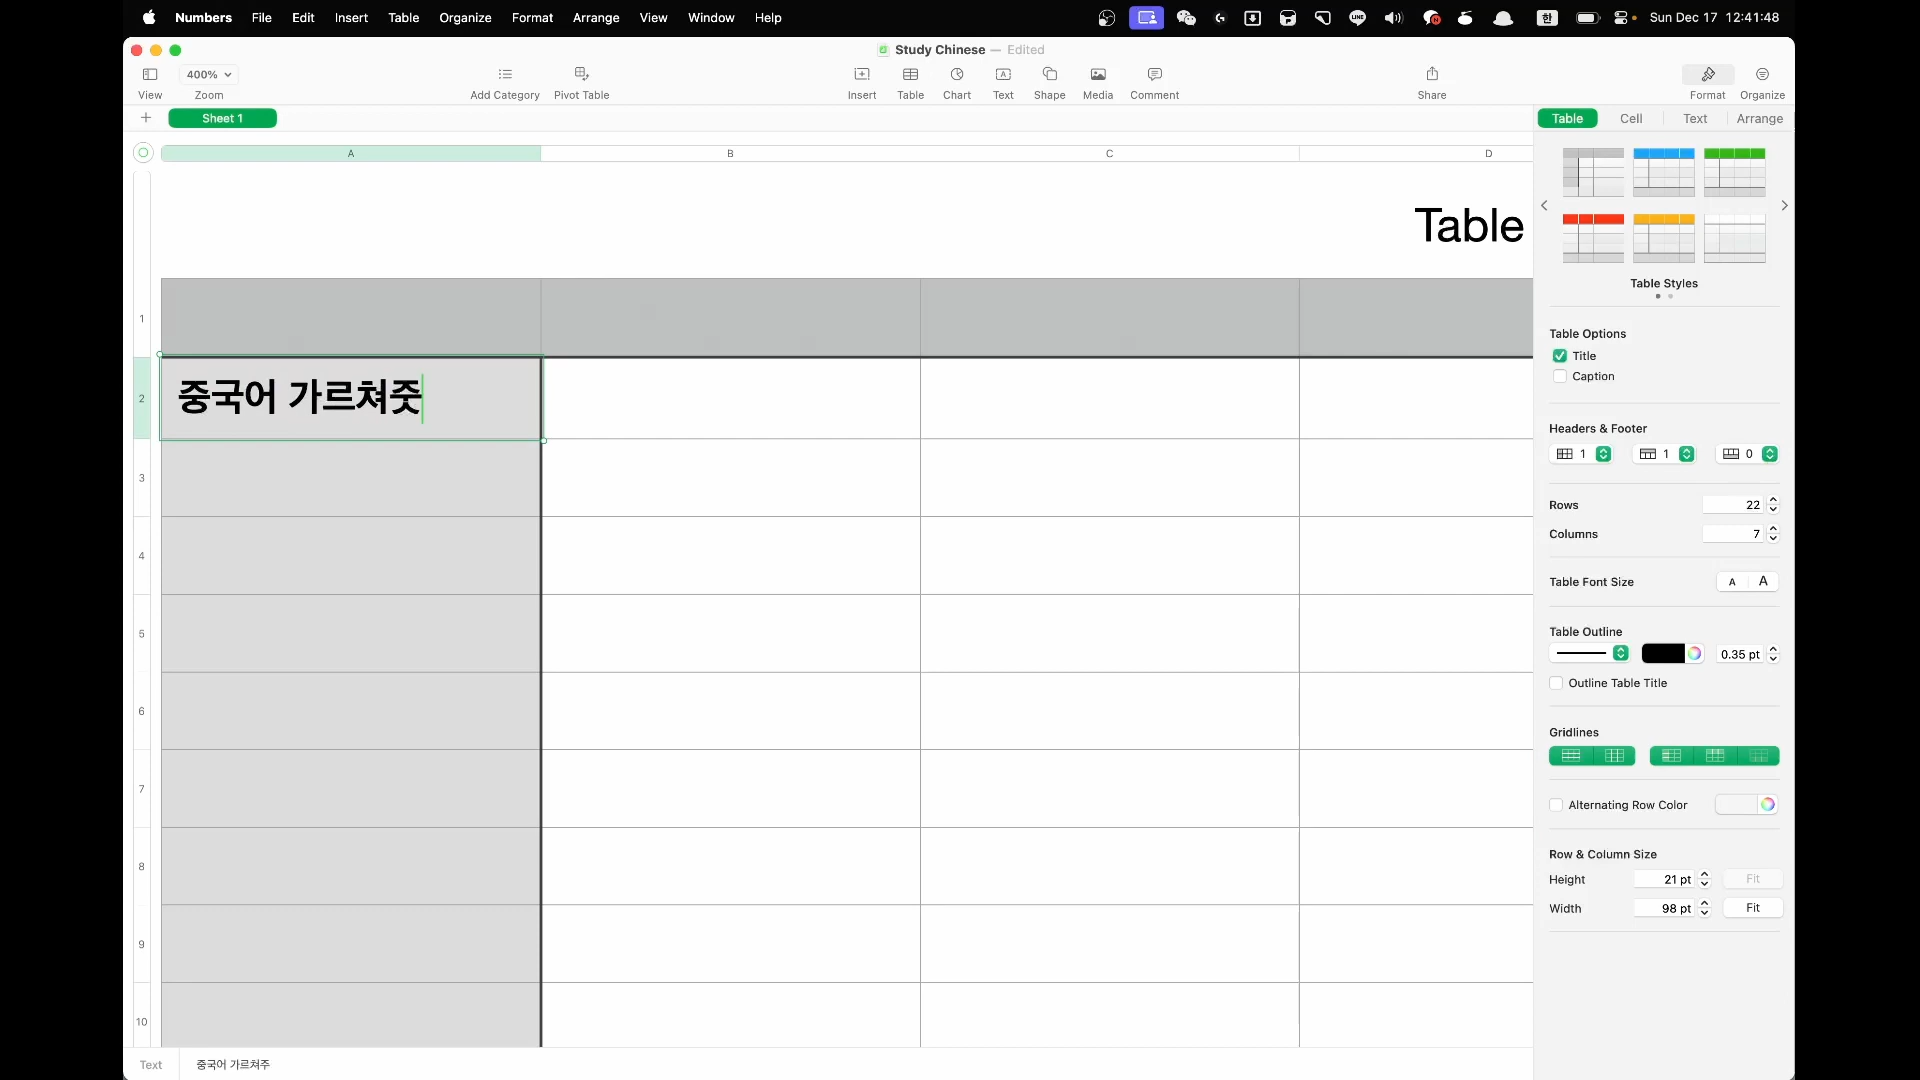 Numbers File Edit Insert Table Organize Format Arrange View Window Help 한 Sun Dec 17 12:41:48
Study Chinese — Edited
400%
View Zoom Add Category Pivot Table Insert Table Chart Text Shape Media Comment Share Format Organize
Sheet 1
Table Cell Text Arrange
A B C D
Table
Table Styles
1
Table Options
Title
Caption
2 중국어 가르쳐줏
Headers & Footer
1 1 0
3
Rows 22
Columns 7
4
Table Font Size A A
5
Table Outline
0.35 pt
Outline Table Title
6
Gridlines
7
Alternating Row Color
8
Row & Column Size
Height 21 pt Fit
Width 98 pt Fit
9
10
Text 중국어 가르쳐주